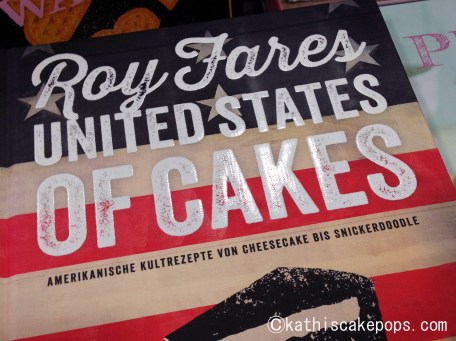 Roy Fares
UNITED STATES
OF CAKES
AMERIKANISCHE KULTREZEPTE VON CHEESECAKE BIS SNICKERDOODLE
©kathiscakepops.com